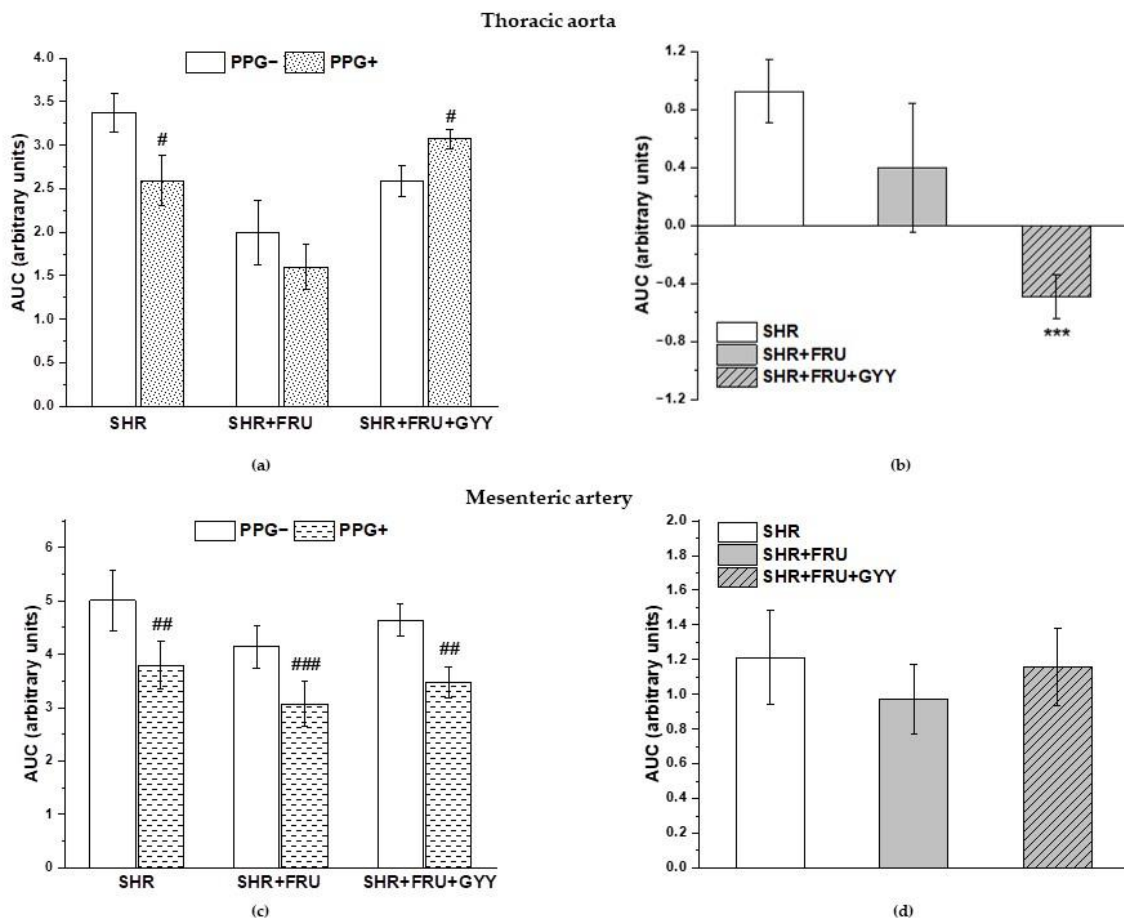 Thoracic aorta
PPG− PPG+
AUC (arbitrary units)
4.0
3.5
3.0
2.5
2.0
1.5
1.0
0.5
0.0
#
#
SHR SHR+FRU SHR+FRU+GYY
(a)
AUC (arbitrary units)
1.2
0.8
0.4
0.0
−0.4
−0.8
−1.2
SHR
SHR+FRU
SHR+FRU+GYY
***
(b)
Mesenteric artery
PPG− PPG+
AUC (arbitrary units)
6
5
4
3
2
1
0
##
###
##
SHR SHR+FRU SHR+FRU+GYY
(c)
AUC (arbitrary units)
2.0
1.8
1.6
1.4
1.2
1.0
0.8
0.6
0.4
0.2
0.0
SHR
SHR+FRU
SHR+FRU+GYY
(d)